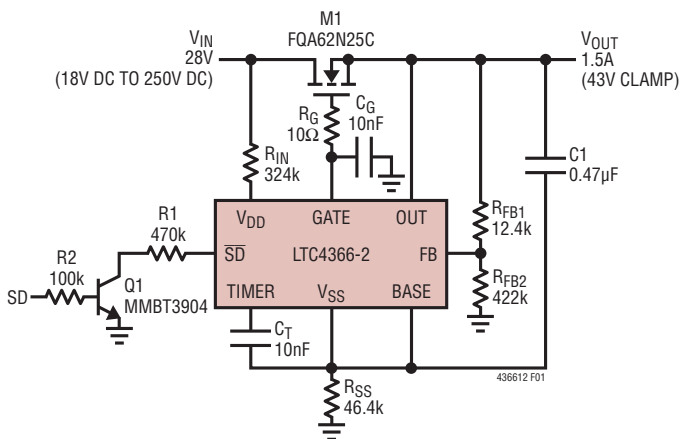 M1
FQA62N25C
VIN
28V
(18V DC TO 250V DC)
VOUT
1.5A
(43V CLAMP)
RG
10Ω
CG
10nF
RIN
324k
C1
0.47µF
VDD
GATE
OUT
RFB1
12.4k
R1
470k
SD
LTC4366-2
FB
R2
100k
SD
Q1
MMBT3904
TIMER
VSS
BASE
RFB2
422k
CT
10nF
436612 F01
RSS
46.4k